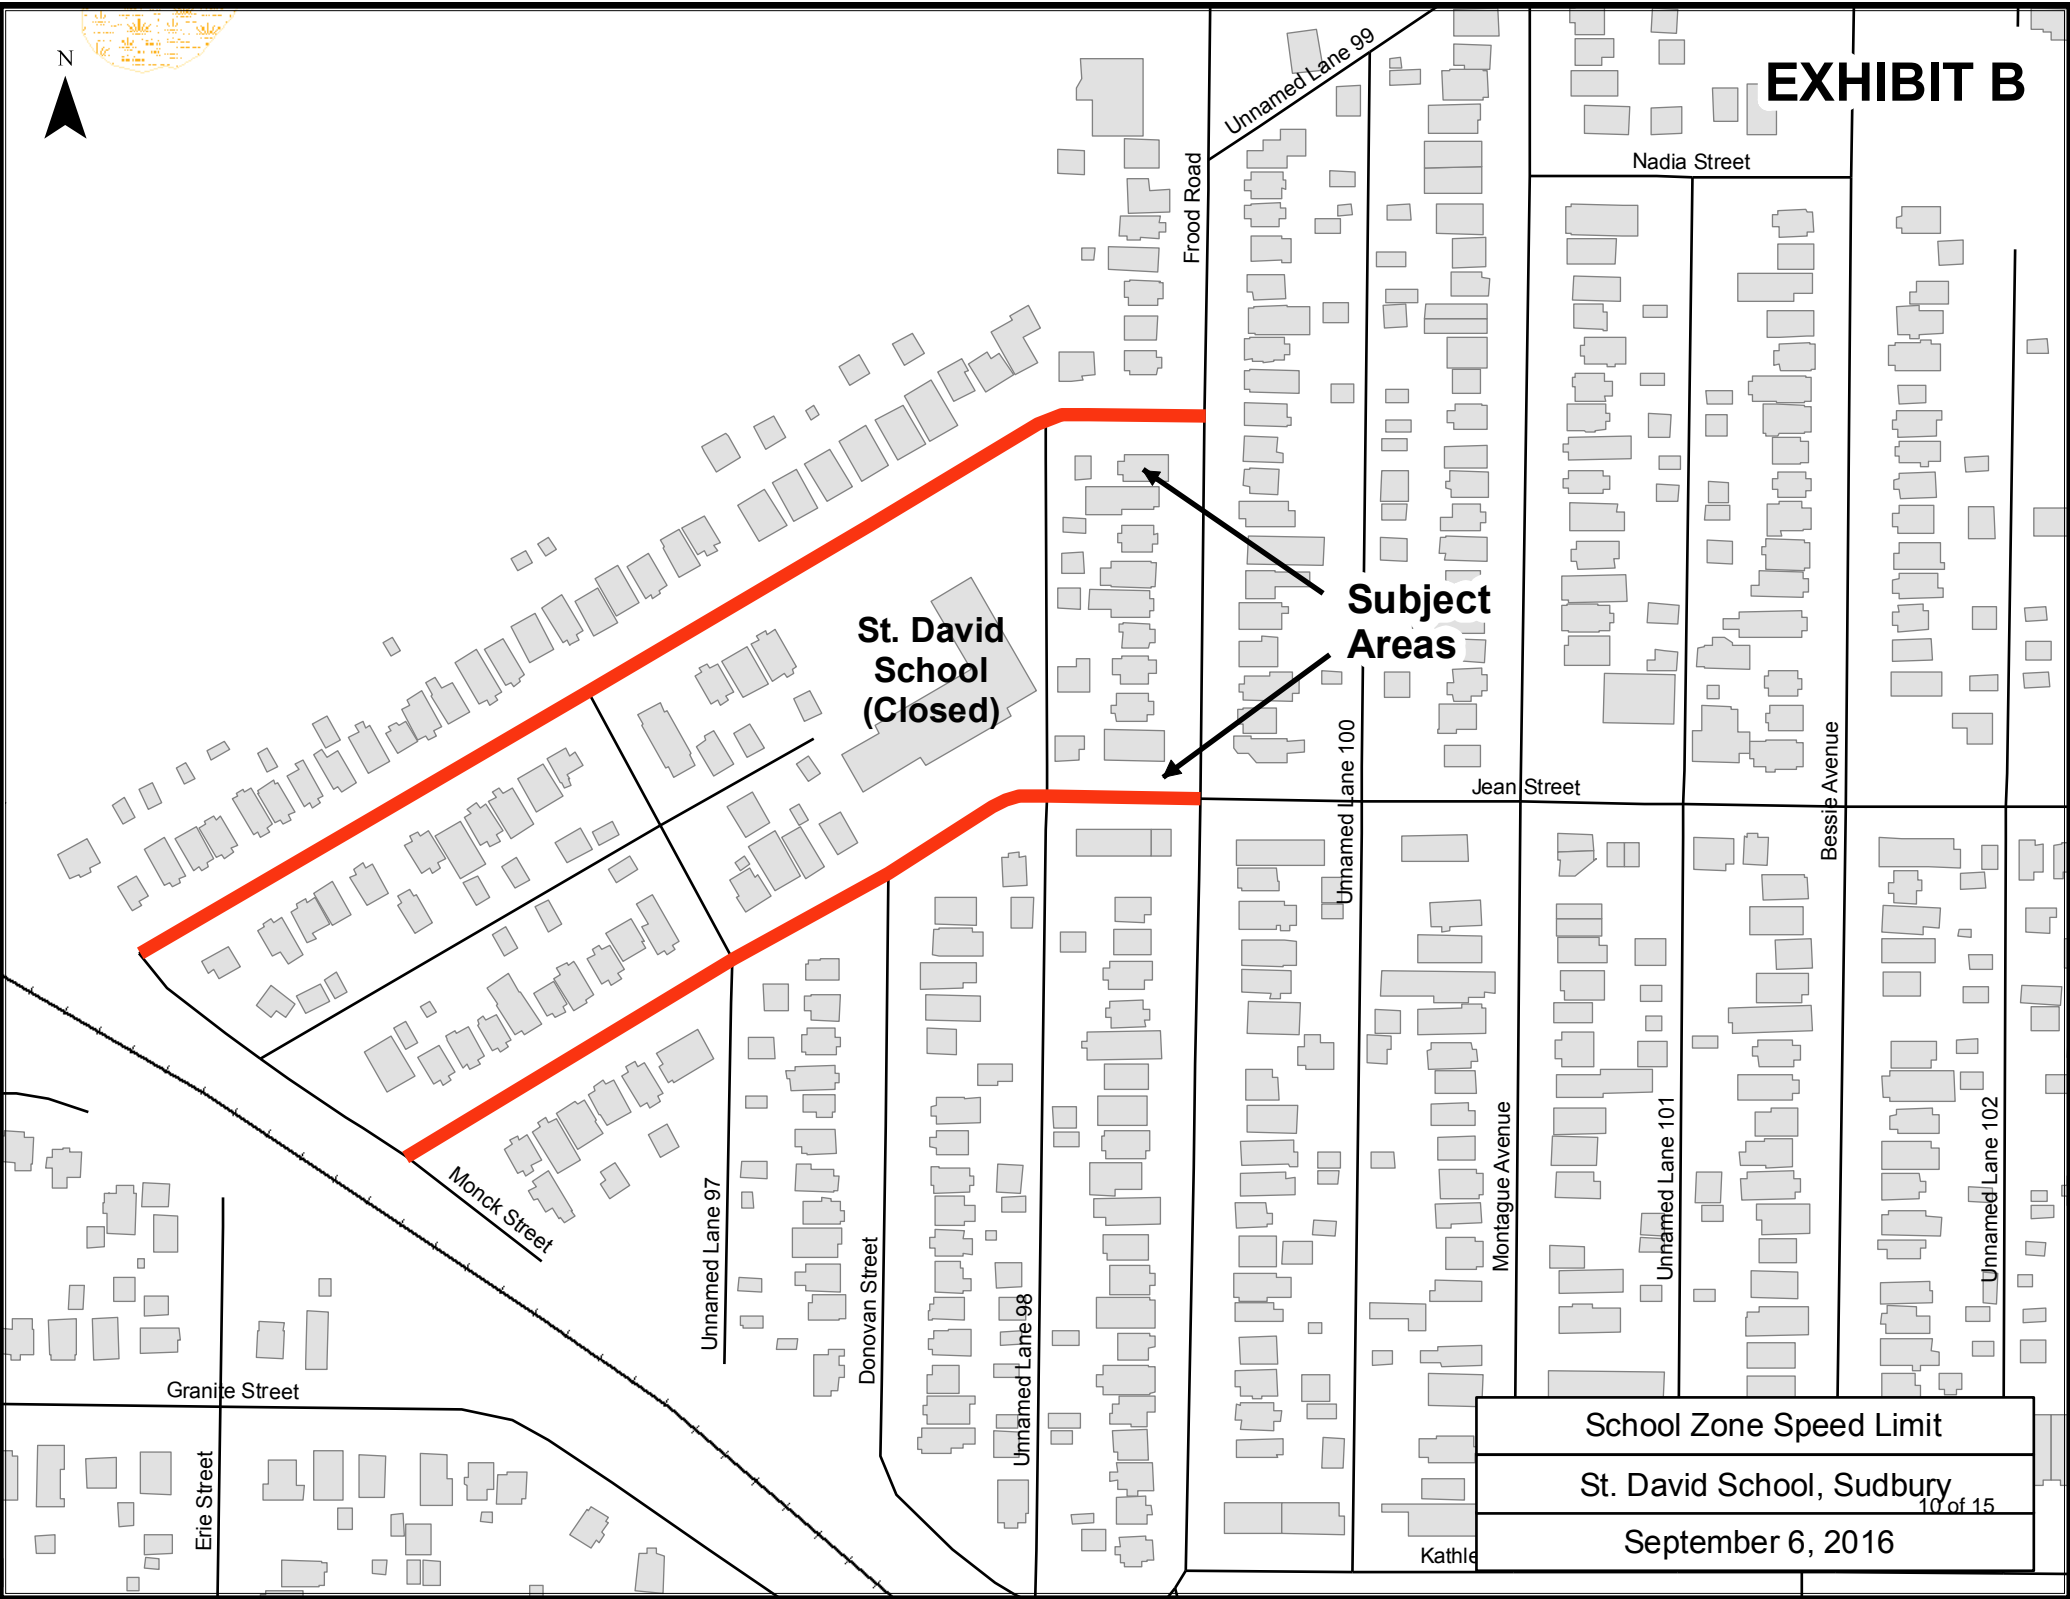 N
EXHIBIT B
Unnamed Lane 99
Nadia Street
Frood Road
Subject
Areas
St. David
School
(Closed)
Unnamed Lane 100
Jean Street
Bessie Avenue
Monck Street
Unnamed Lane 97
Donovan Street
Unnamed Lane 98
Montague Avenue
Unnamed Lane 101
Unnamed Lane 102
Granite Street
Erie Street
Kathle
School Zone Speed Limit
St. David School, Sudbury
10 of 15
September 6, 2016